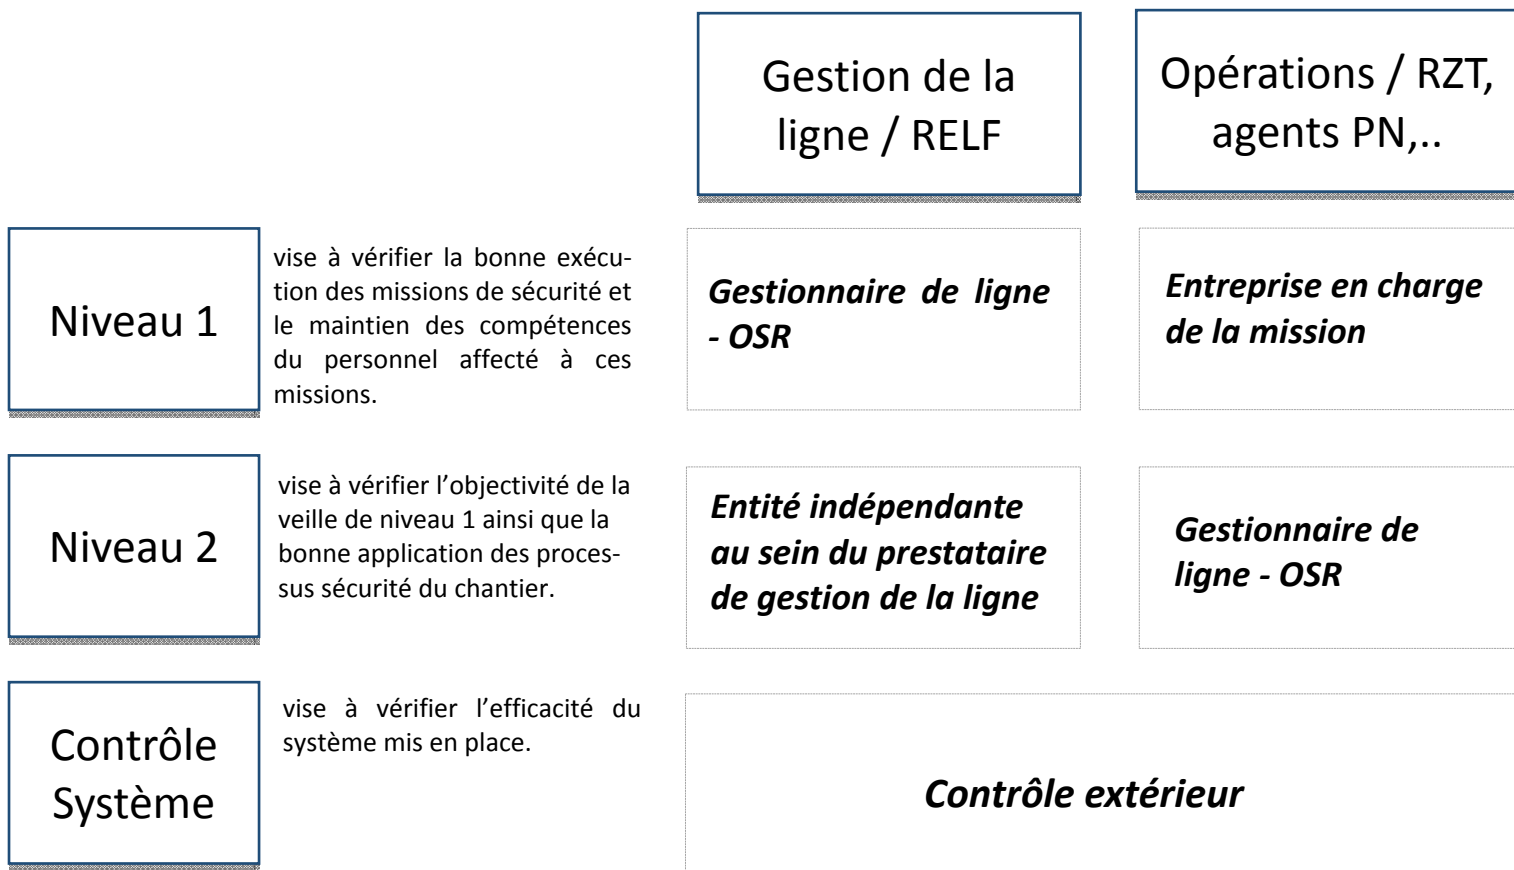 Gestion de la
ligne / RELF
Opérations / RZT,
agents PN,..
Niveau 1
vise à vérifier la bonne exécu-
tion des missions de sécurité et
le maintien des compétences
du personnel affecté à ces
missions.
Gestionnaire de ligne
- OSR
Entreprise en charge
de la mission
Niveau 2
vise à vérifier l’objectivité de la
veille de niveau 1 ainsi que la
bonne application des proces-
sus sécurité du chantier.
Entité indépendante
au sein du prestataire
de gestion de la ligne
Gestionnaire de
ligne - OSR
Contrôle
Système
vise à vérifier l’efficacité du
système mis en place.
Contrôle extérieur